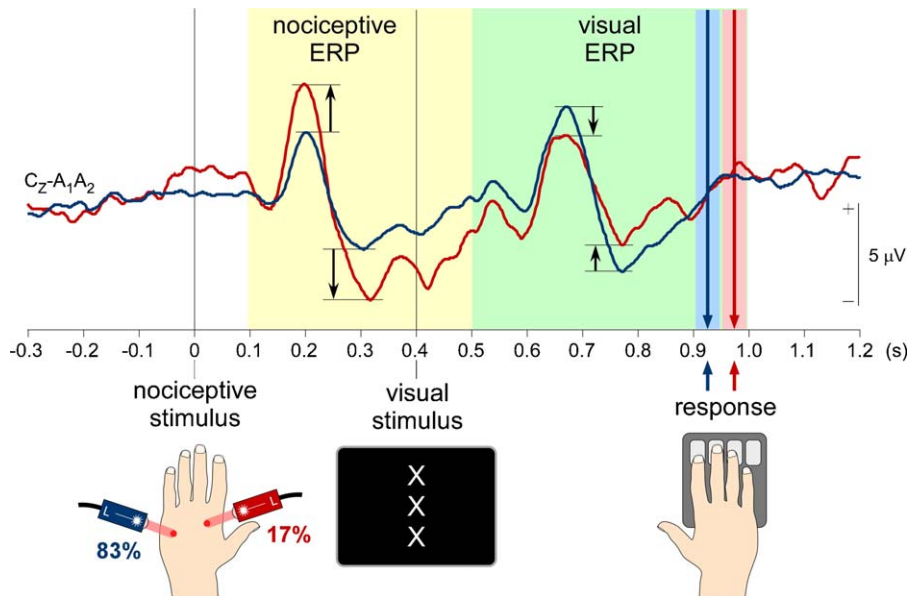 nociceptive
ERP
visual
ERP
CZ-A1A2
+
5 μV
−
-0.3 -0.2 -0.1 0 0.1 0.2 0.3 0.4 0.5 0.6 0.7 0.8 0.9 1.0 1.1 1.2 (s)
nociceptive
stimulus
visual
stimulus
response
L
L
83%
17%
X
X
X